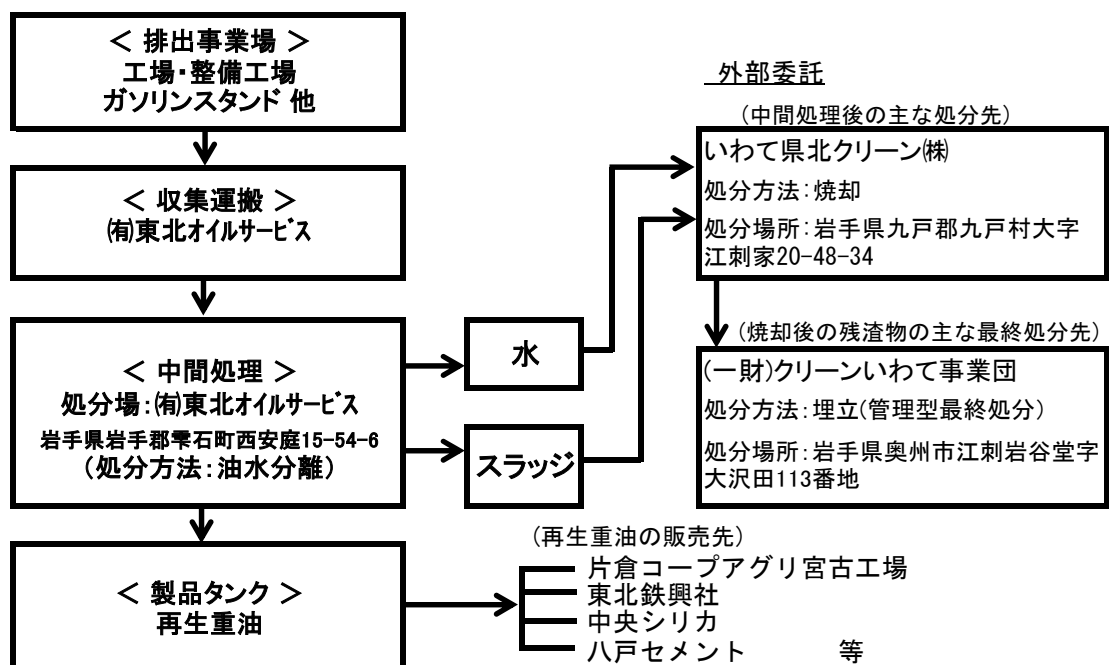 ＜ 排出事業場 ＞
工場・整備工場
ガソリンスタンド 他
＜ 収集運搬 ＞
㈲東北オイルサービス
＜ 中間処理 ＞
処分場：㈲東北オイルサービス
岩手県岩手郡雫石町西安庭15-54-6
（処分方法：油水分離）
＜ 製品タンク ＞
再生重油
水
スラッジ
外部委託
（中間処理後の主な処分先）
いわて県北クリーン㈱
処分方法：焼却
処分場所：岩手県九戸郡九戸村大字
江刺家20-48-34
（焼却後の残渣物の主な最終処分先）
(一財)クリーンいわて事業団
処分方法：埋立(管理型最終処分）
処分場所：岩手県奥州市江刺岩谷堂字
大沢田113番地
（再生重油の販売先）
片倉コープアグリ宮古工場
東北鉄興社
中央シリカ
八戸セメント 等